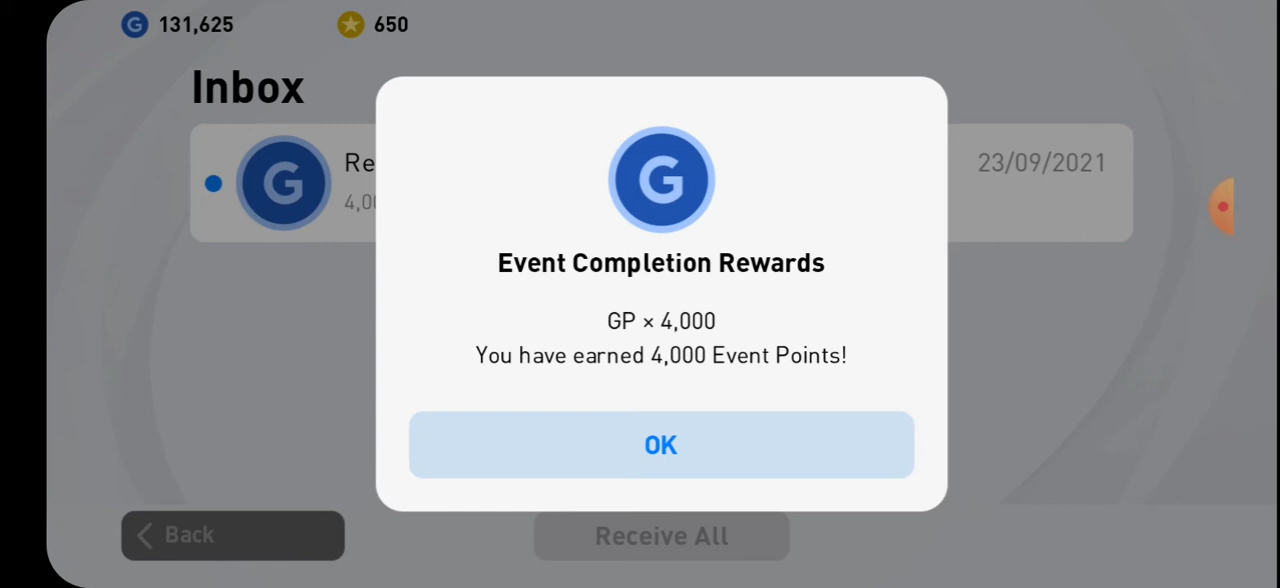 131,625
650
Inbox
Re
23/09/2021
4,00
G
Event Completion Rewards
GP × 4,000
You have earned 4,000 Event Points!
OK
Back
Receive All